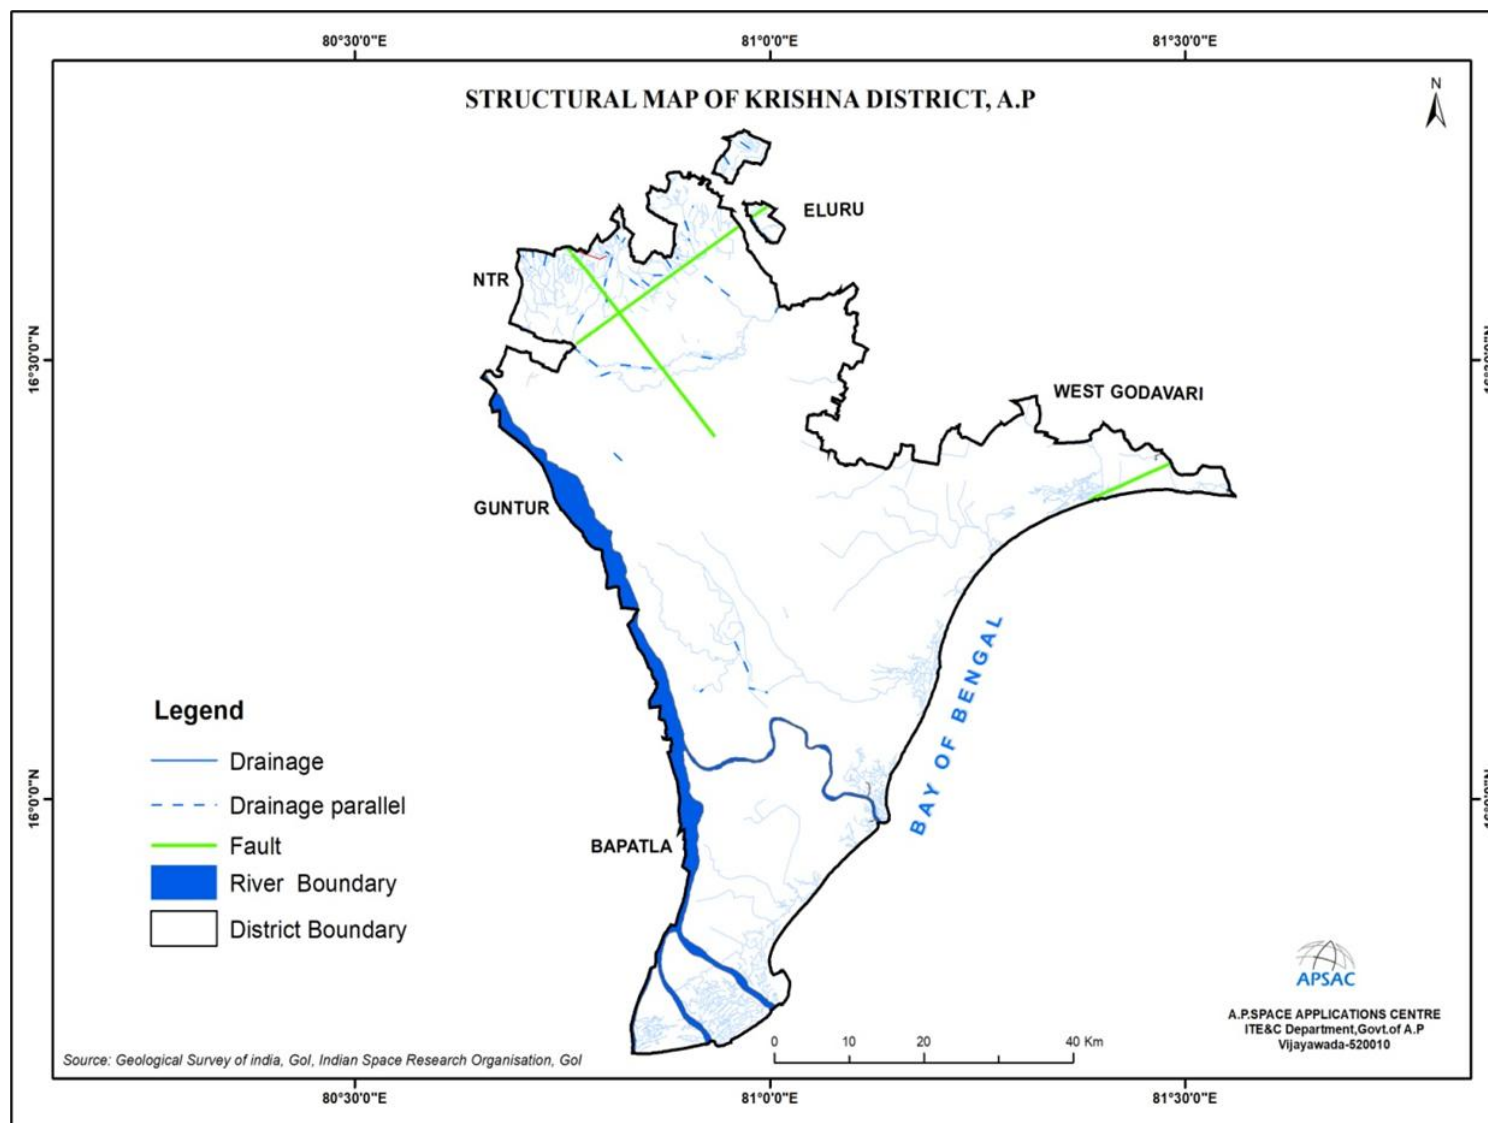 80°30'0"E 81°0'0"E 81°30'0"E
STRUCTURAL MAP OF KRISHNA DISTRICT, A.P
N
ELURU
NTR
16°30'0"N
WEST GODAVARI
GUNTUR
BAY OF BENGAL
Legend
Drainage
Drainage parallel
Fault
River Boundary
District Boundary
16°0'0"N
BAPATLA
APSAC
A.P.SPACE APPLICATIONS CENTRE
ITE&C Department,Govt.of A.P
Vijayawada-520010
0 10 20 40 Km
Source: Geological Survey of india, GoI, Indian Space Research Organisation, GoI
80°30'0"E 81°0'0"E 81°30'0"E